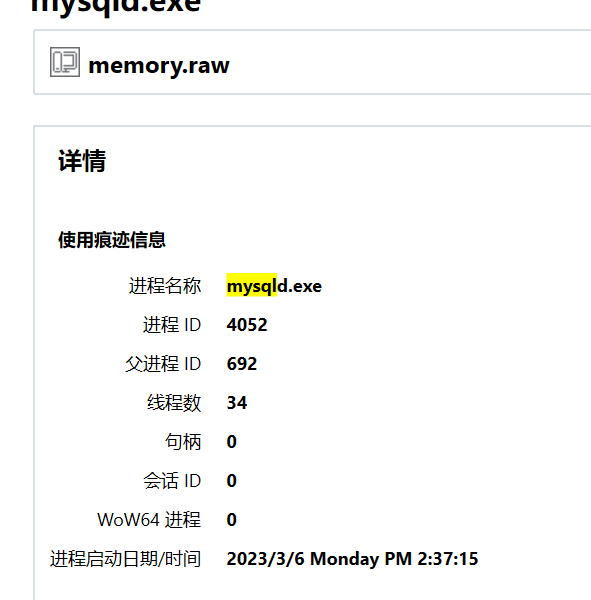 mysqld.exe
memory.raw
详情
使用痕迹信息
进程名称 mysqld.exe
进程 ID 4052
父进程 ID 692
线程数 34
句柄 0
会话 ID 0
WoW64 进程 0
进程启动日期/时间 2023/3/6 Monday PM 2:37:15